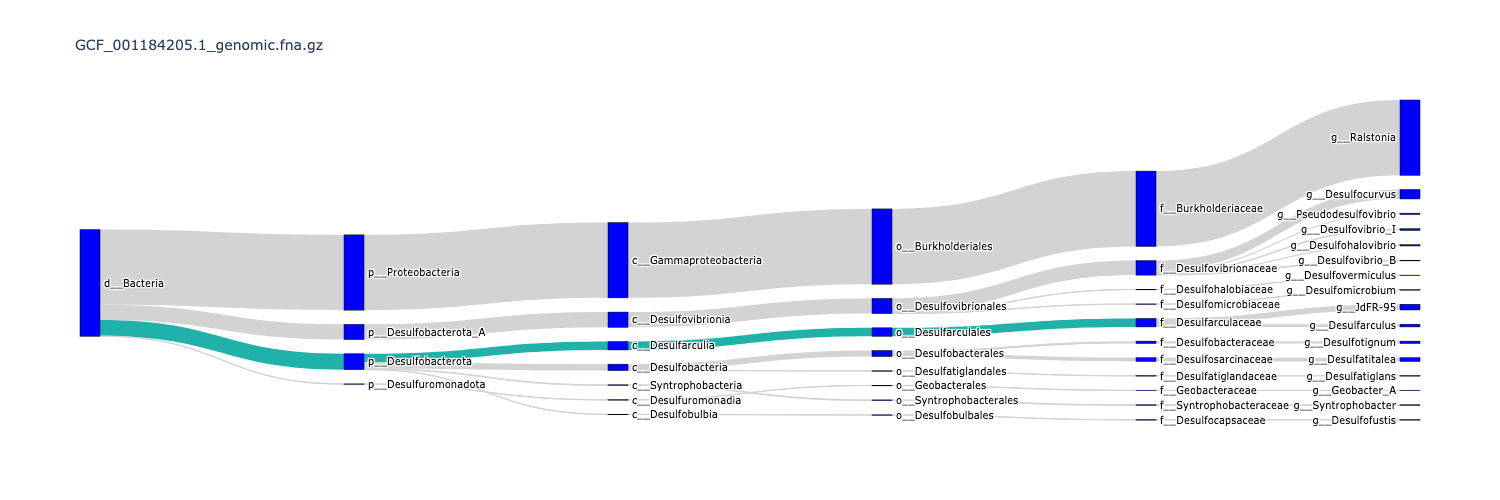 GCF_001184205.1_genomic.fna.gz
d__Bacteria
p__Proteobacteria
p__Desulfobacterota_A
p__Desulfobacterota
p__Desulfuromonadota
c__Gammaproteobacteria
c__Desulfovibrionia
c__Desulfarculia
c__Desulfobacteria
c__Syntrophobacteria
c__Desulfuromonadia
c__Desulfobulbia
o__Burkholderiales
o__Desulfovibrionales
o__Desulfarculales
o__Desulfobacterales
o__Desulfatiglandales
o__Geobacterales
o__Syntrophobacterales
o__Desulfobulbales
f__Burkholderiaceae
f__Desulfovibrionaceae
f__Desulfohalobiaceae
f__Desulfomicrobiaceae
f__Desulfarculaceae
f__Desulfobacteraceae
f__Desulfosarcinaceae
f__Desulfatiglandaceae
f__Geobacteraceae
f__Syntrophobacteraceae
f__Desulfocapsaceae
g__Ralstonia
g__Desulfocurvus
g__Pseudodesulfovibrio
g__Desulfovibrio_I
g__Desulfohalovibrio
g__Desulfovibrio_B
g__Desulfovermiculus
g__Desulfomicrobium
g__JdFR-95
g__Desulfarculus
g__Desulfotignum
g__Desulfatitalea
g__Desulfatiglans
g__Geobacter_A
g__Syntrophobacter
g__Desulfofustis